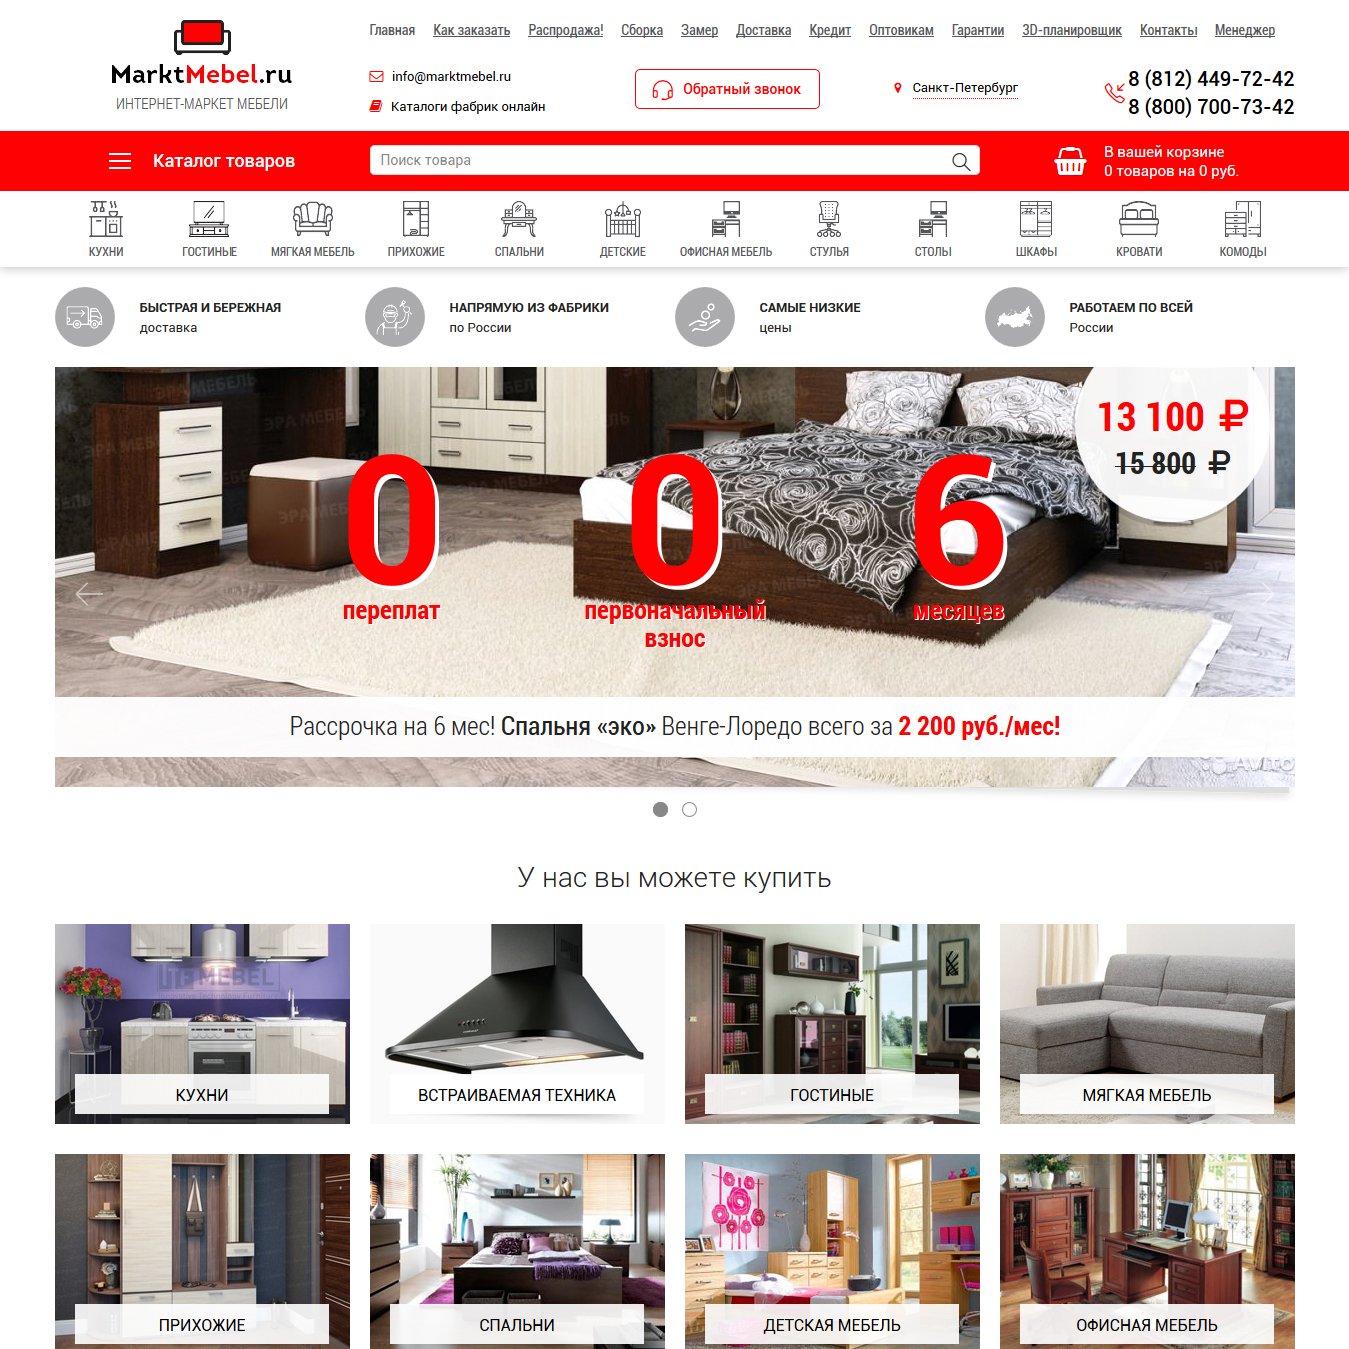 Главная Как заказать Распродажа! Сборка Замер Доставка Кредит Оптовикам Гарантии 3D-планировщик Контакты Менеджер
MarktMebel.ru
ИНТЕРНЕТ-МАРКЕТ МЕБЕЛИ
info@marktmebel.ru
Каталоги фабрик онлайн
Обратный звонок
Санкт-Петербург
8 (812) 449-72-42
8 (800) 700-73-42
Каталог товаров
Поиск товара
В вашей корзине
0 товаров на 0 руб.
КУХНИ ГОСТИНЫЕ МЯГКАЯ МЕБЕЛЬ ПРИХОЖИЕ СПАЛЬНИ ДЕТСКИЕ ОФИСНАЯ МЕБЕЛЬ СТУЛЬЯ СТОЛЫ ШКАФЫ КРОВАТИ КОМОДЫ
БЫСТРАЯ И БЕРЕЖНАЯ
доставка
НАПРЯМУЮ ИЗ ФАБРИКИ
по России
САМЫЕ НИЗКИЕ
цены
РАБОТАЕМ ПО ВСЕЙ
России
13 100 ₽
15 800 ₽
0 0 6
переплат первоначальный месяцев
взнос
Рассрочка на 6 мес! Спальня «эко» Венге-Лоредо всего за 2 200 руб./мес!
Avito
У нас вы можете купить
КУХНИ ВСТРАИВАЕМАЯ ТЕХНИКА ГОСТИНЫЕ МЯГКАЯ МЕБЕЛЬ
ПРИХОЖИЕ СПАЛЬНИ ДЕТСКАЯ МЕБЕЛЬ ОФИСНАЯ МЕБЕЛЬ